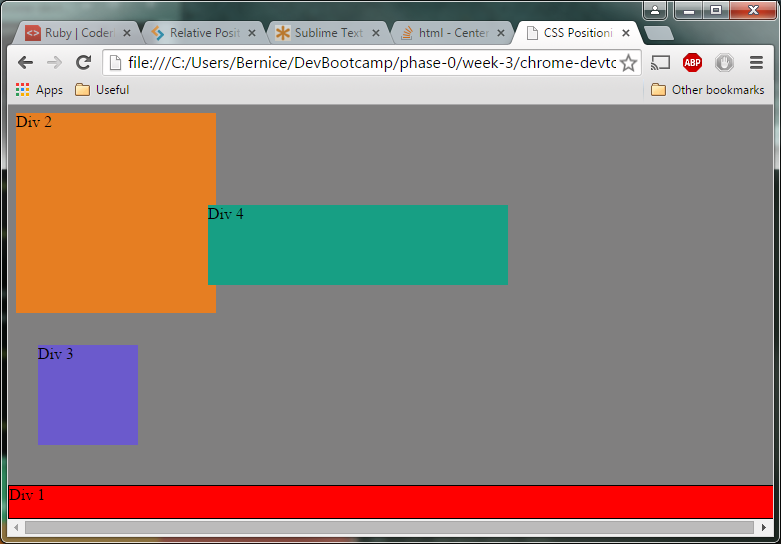 Ruby | Coder
Relative Posit
Sublime Text
html - Center
CSS Positioni
file:///C:/Users/Bernice/DevBootcamp/phase-0/week-3/chrome-devto
ABP
Apps
Useful
Other bookmarks
Div 2
Div 4
Div 3
Div 1